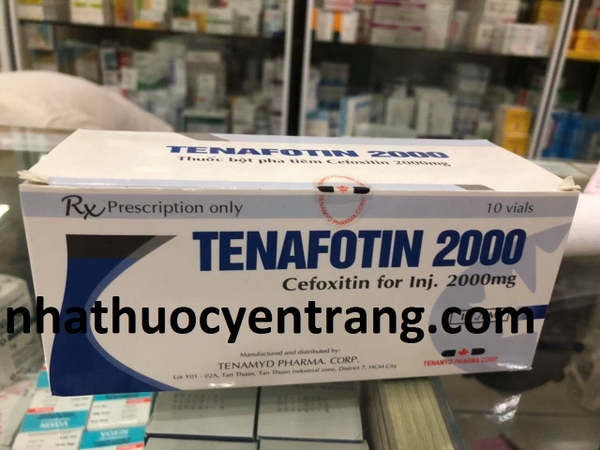 TENAFOTIN 2000
Thuốc bột pha tiêm Cefoxitin 2000mg
Rx Prescription only
10 vials
TENAFOTIN 2000
Cefoxitin for Inj. 2000mg
nhathuocyentrang.com
Manufactured and distributed by:
TENAMYD PHARMA. CORP.
Lot Y01 - 02A, Tan Thuan, Tan Thuan industrial zone, District 7, HCM City
TENAMYD PHARMA.CORP.
VOXIN